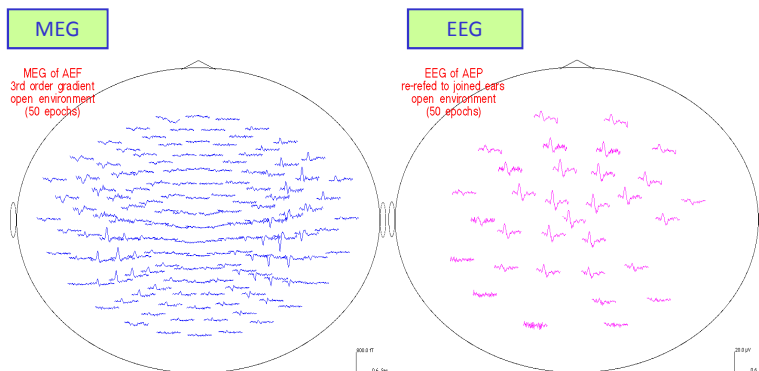 MEG
MEG of AEF
3rd order gradient
open environment
(50 epochs)
EEG
EEG of AEP
re-refed to joined ears
open environment
(50 epochs)